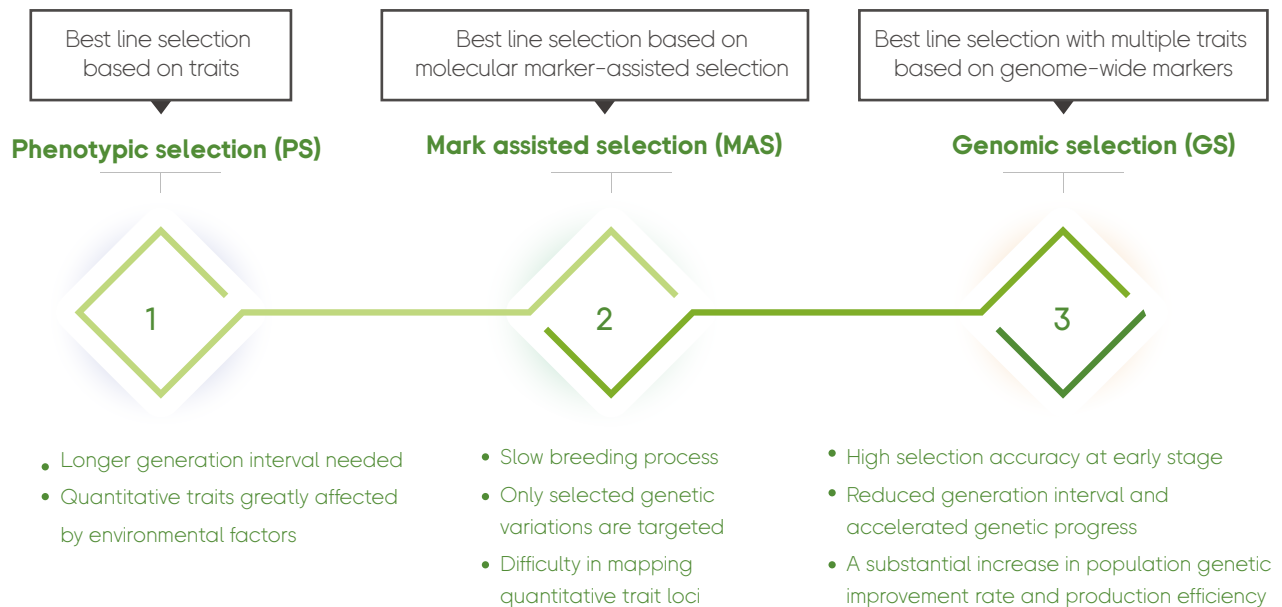 Best line selection
based on traits
Phenotypic selection (PS)
1
• Longer generation interval needed
• Quantitative traits greatly affected
by environmental factors
Best line selection based on
molecular marker-assisted selection
Mark assisted selection (MAS)
2
• Slow breeding process
• Only selected genetic
variations are targeted
• Difficulty in mapping
quantitative trait loci
Best line selection with multiple traits
based on genome-wide markers
Genomic selection (GS)
3
• High selection accuracy at early stage
• Reduced generation interval and
accelerated genetic progress
• A substantial increase in population genetic
improvement rate and production efficiency